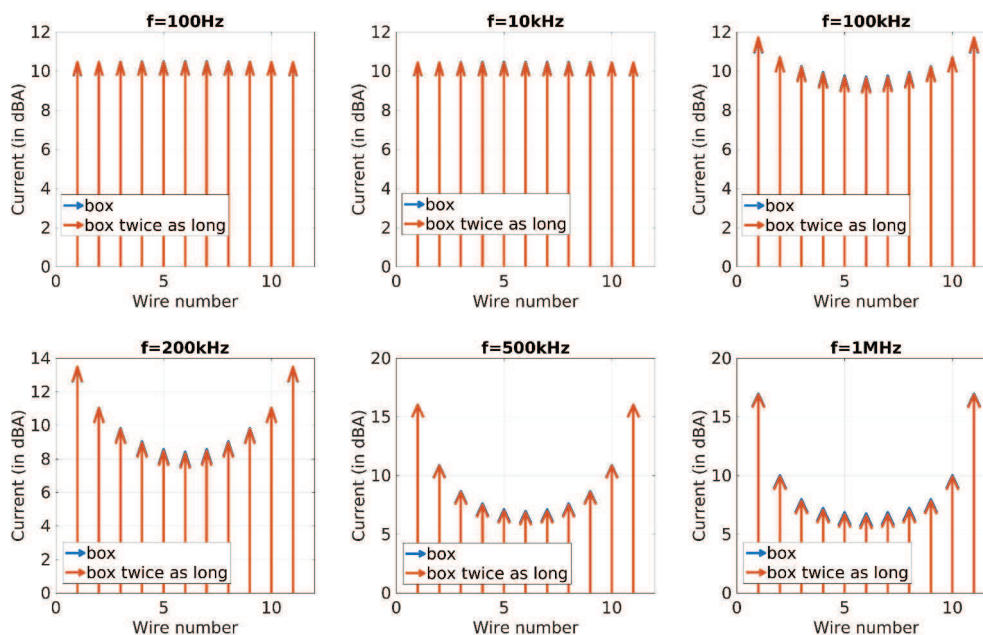 f=100Hz
12
10
8
6
4
2
0
Current (in dBA)
box
box twice as long
0 5 10
Wire number
f=10kHz
12
10
8
6
4
2
0
Current (in dBA)
box
box twice as long
0 5 10
Wire number
f=100kHz
12
10
8
6
4
2
0
Current (in dBA)
box
box twice as long
0 5 10
Wire number
f=200kHz
14
12
10
8
6
4
2
0
Current (in dBA)
box
box twice as long
0 5 10
Wire number
f=500kHz
20
15
10
5
0
Current (in dBA)
box
box twice as long
0 5 10
Wire number
f=1MHz
20
15
10
5
0
Current (in dBA)
box
box twice as long
0 5 10
Wire number